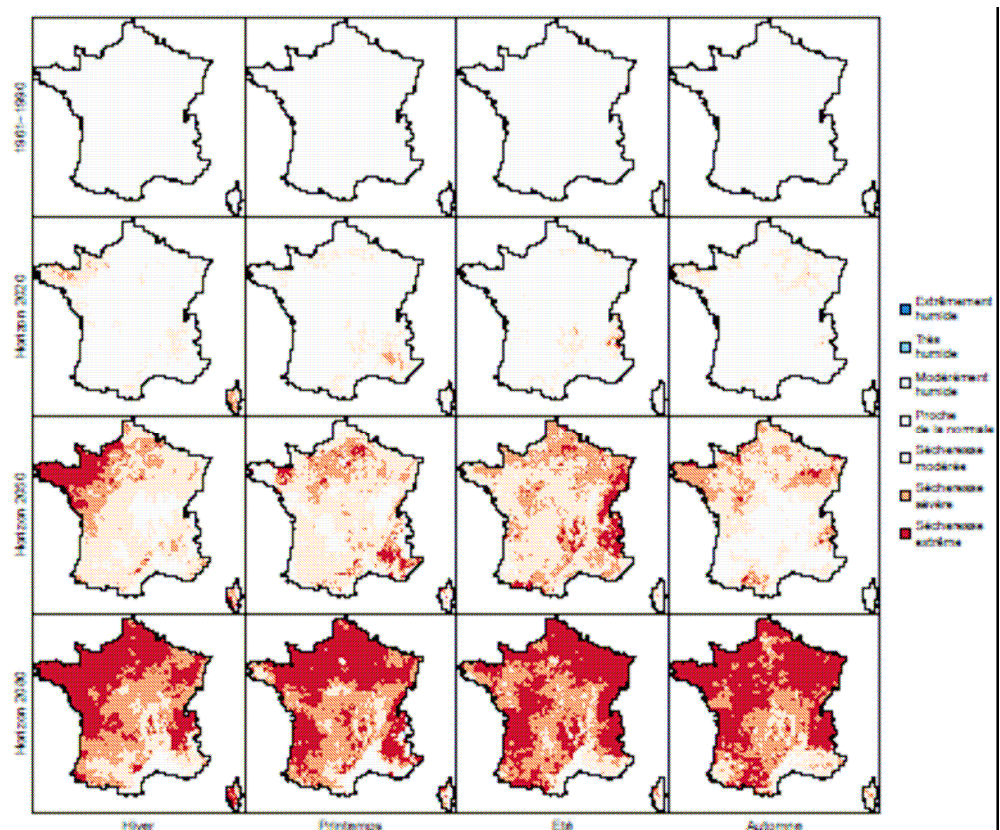 1961–1990
Horizon 2020
Horizon 2050
Horizon 2080
Hiver
Printemps
Eté
Automne
Extrêmement
humide
Très
humide
Modérément
humide
Proche
de la normale
Sécheresse
modérée
Sécheresse
sévère
Sécheresse
extrême